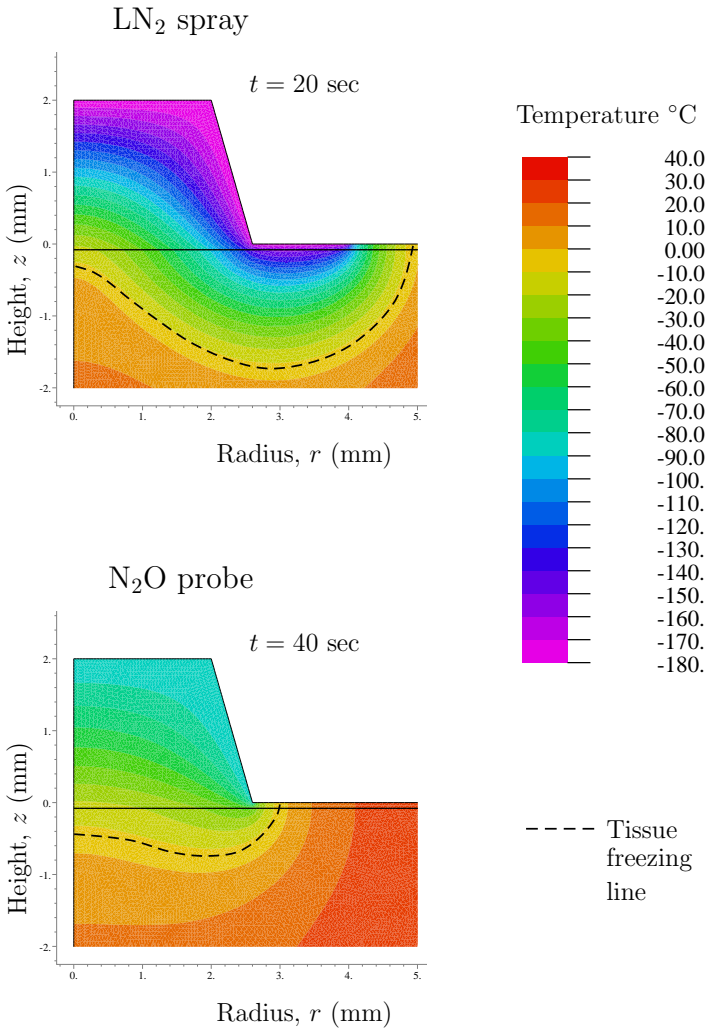 LN₂ spray
t = 20 sec
Height, z (mm)
2.
1.
0.
-1.
-2.
0. 1. 2. 3. 4. 5.
Radius, r (mm)
Temperature °C
40.0
30.0
20.0
10.0
0.00
-10.0
-20.0
-30.0
-40.0
-50.0
-60.0
-70.0
-80.0
-90.0
-100.
-110.
-120.
-130.
-140.
-150.
-160.
-170.
-180.
N₂O probe
t = 40 sec
Height, z (mm)
2.
1.
0.
-1.
-2.
0. 1. 2. 3. 4. 5.
Radius, r (mm)
Tissue
freezing
line